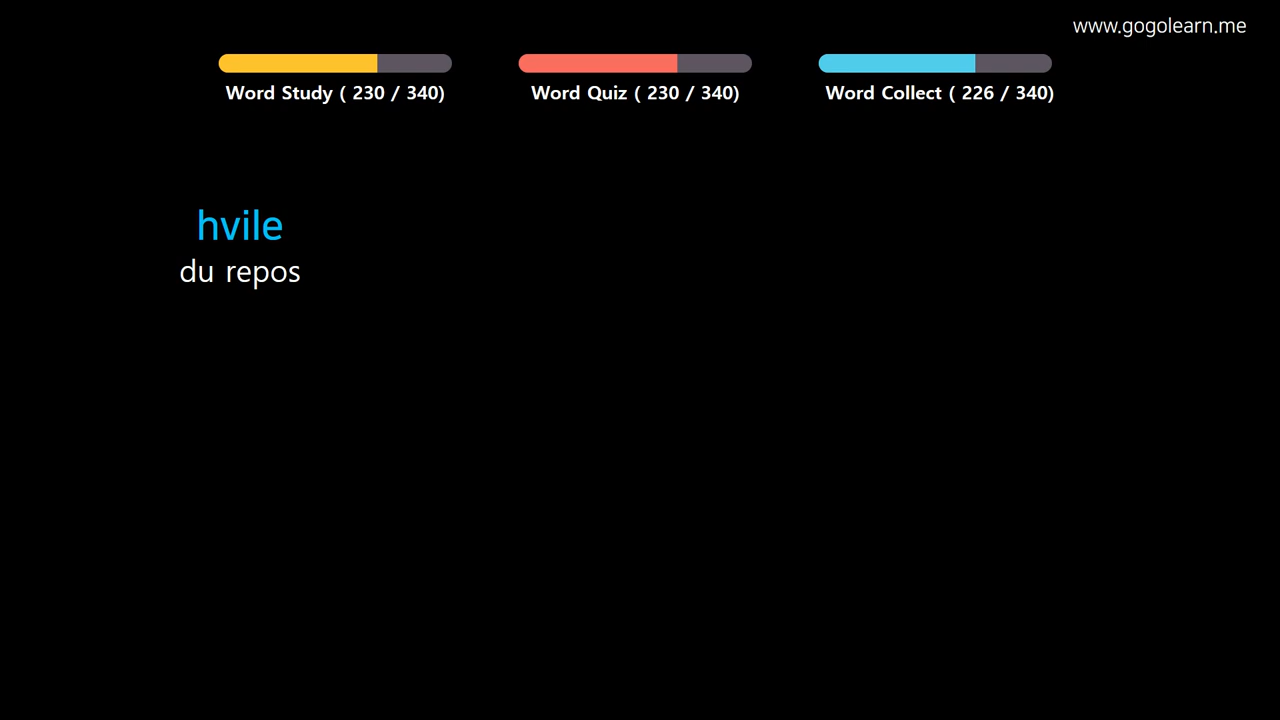 www.gogolearn.me
Word Study ( 230 / 340)
Word Quiz ( 230 / 340)
Word Collect ( 226 / 340)
hvile
du repos